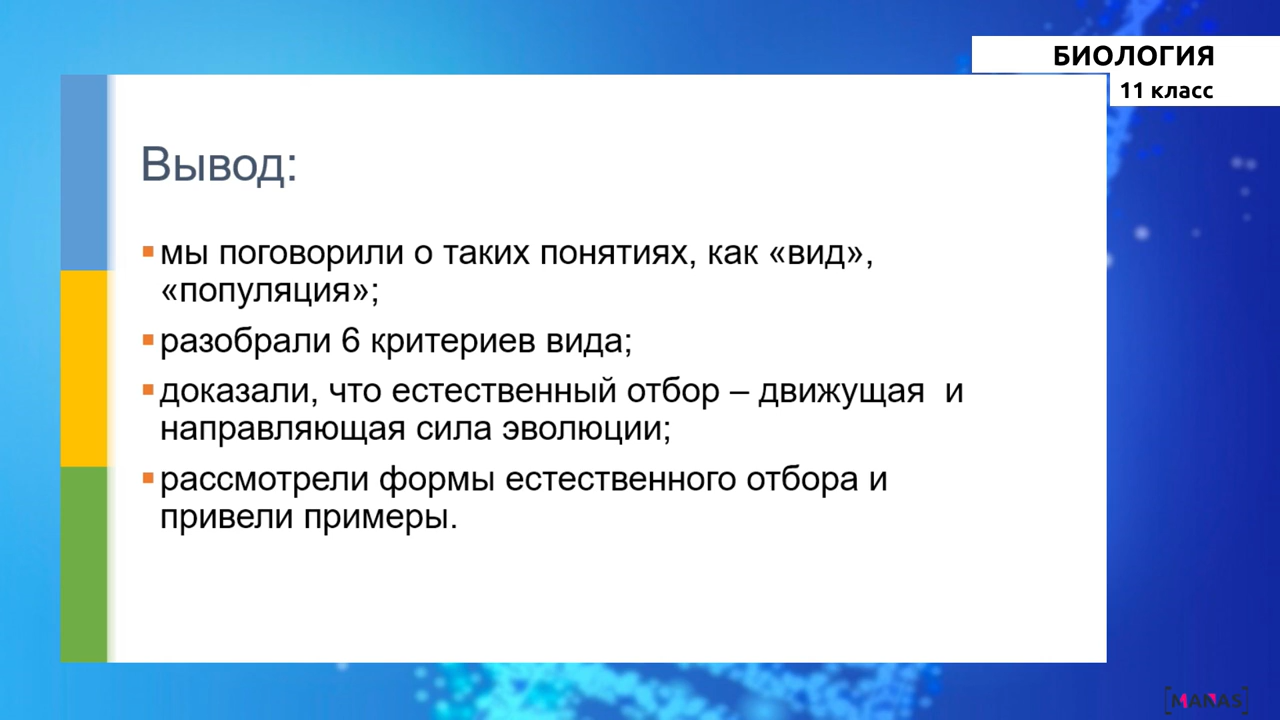 БИОЛОГИЯ
11 класс
Вывод:
▪мы поговорили о таких понятиях, как «вид»,
«популяция»;
▪разобрали 6 критериев вида;
▪доказали, что естественный отбор – движущая  и
направляющая сила эволюции;
▪рассмотрели формы естественного отбора и
привели примеры.
[MANAS]